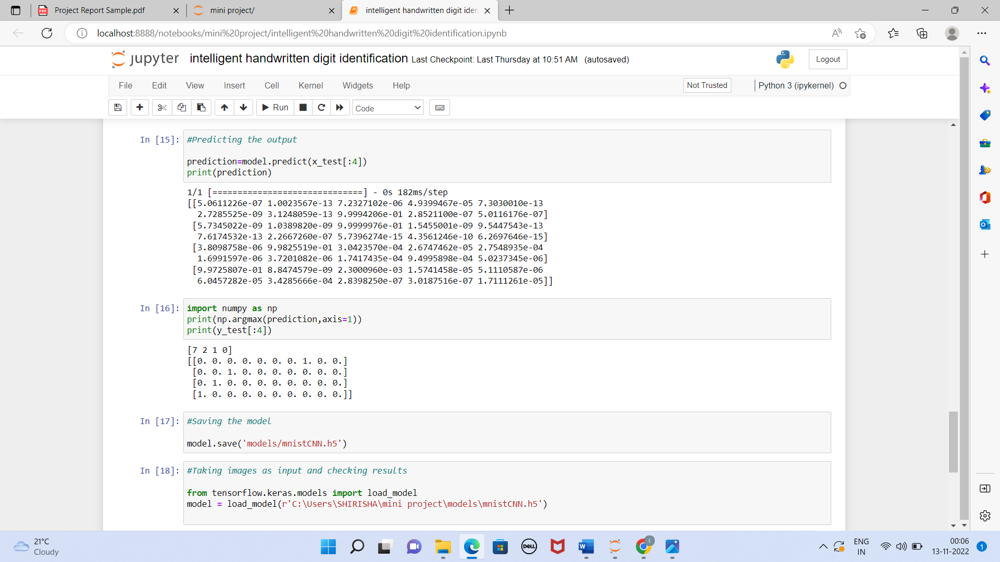 Project Report Sample.pdf
mini project/
intelligent handwritten digit iden
localhost:8888/notebooks/mini%20project/intelligent%20handwritten%20digit%20identification.ipynb
jupyter intelligent handwritten digit identification Last Checkpoint: Last Thursday at 10:51 AM (autosaved)
Logout
File Edit View Insert Cell Kernel Widgets Help
Not Trusted
Python 3 (ipykernel)
Run
Code
In [15]: #Predicting the output
prediction=model.predict(x_test[:4])
print(prediction)
1/1 [==============================] - 0s 182ms/step
[[5.0611226e-07 1.0023567e-13 7.2327102e-06 4.9399467e-05 7.3030010e-13
2.7285525e-09 3.1248059e-13 9.9994206e-01 2.8521100e-07 5.0116176e-07]
[5.7345022e-09 1.0389820e-09 9.9999976e-01 1.5455001e-09 9.5447543e-13
7.6174532e-13 2.2667260e-07 5.7396274e-15 4.3561246e-10 6.2697646e-15]
[3.8098758e-06 9.9825519e-01 3.0423570e-04 2.6747462e-05 2.7548935e-04
1.6991597e-06 3.7201082e-06 1.7417435e-04 9.4995898e-04 5.0237345e-06]
[9.9725807e-01 8.8474579e-09 2.3000960e-03 1.5741458e-05 5.1110587e-06
6.0457282e-05 3.4285666e-04 2.8398250e-07 3.0187516e-07 1.7111261e-05]]
In [16]: import numpy as np
print(np.argmax(prediction,axis=1))
print(y_test[:4])
[7 2 1 0]
[[0. 0. 0. 0. 0. 0. 0. 1. 0. 0.]
[0. 0. 1. 0. 0. 0. 0. 0. 0. 0.]
[0. 1. 0. 0. 0. 0. 0. 0. 0. 0.]
[1. 0. 0. 0. 0. 0. 0. 0. 0. 0.]]
In [17]: #Saving the model
model.save('models/mnistCNN.h5')
In [18]: #Taking images as input and checking results
from tensorflow.keras.models import load_model
model = load_model(r'C:\Users\SHIRISHA\mini project\models\mnistCNN.h5')
21°C
Cloudy
DELL
ENG
IN
00:06
13-11-2022
1